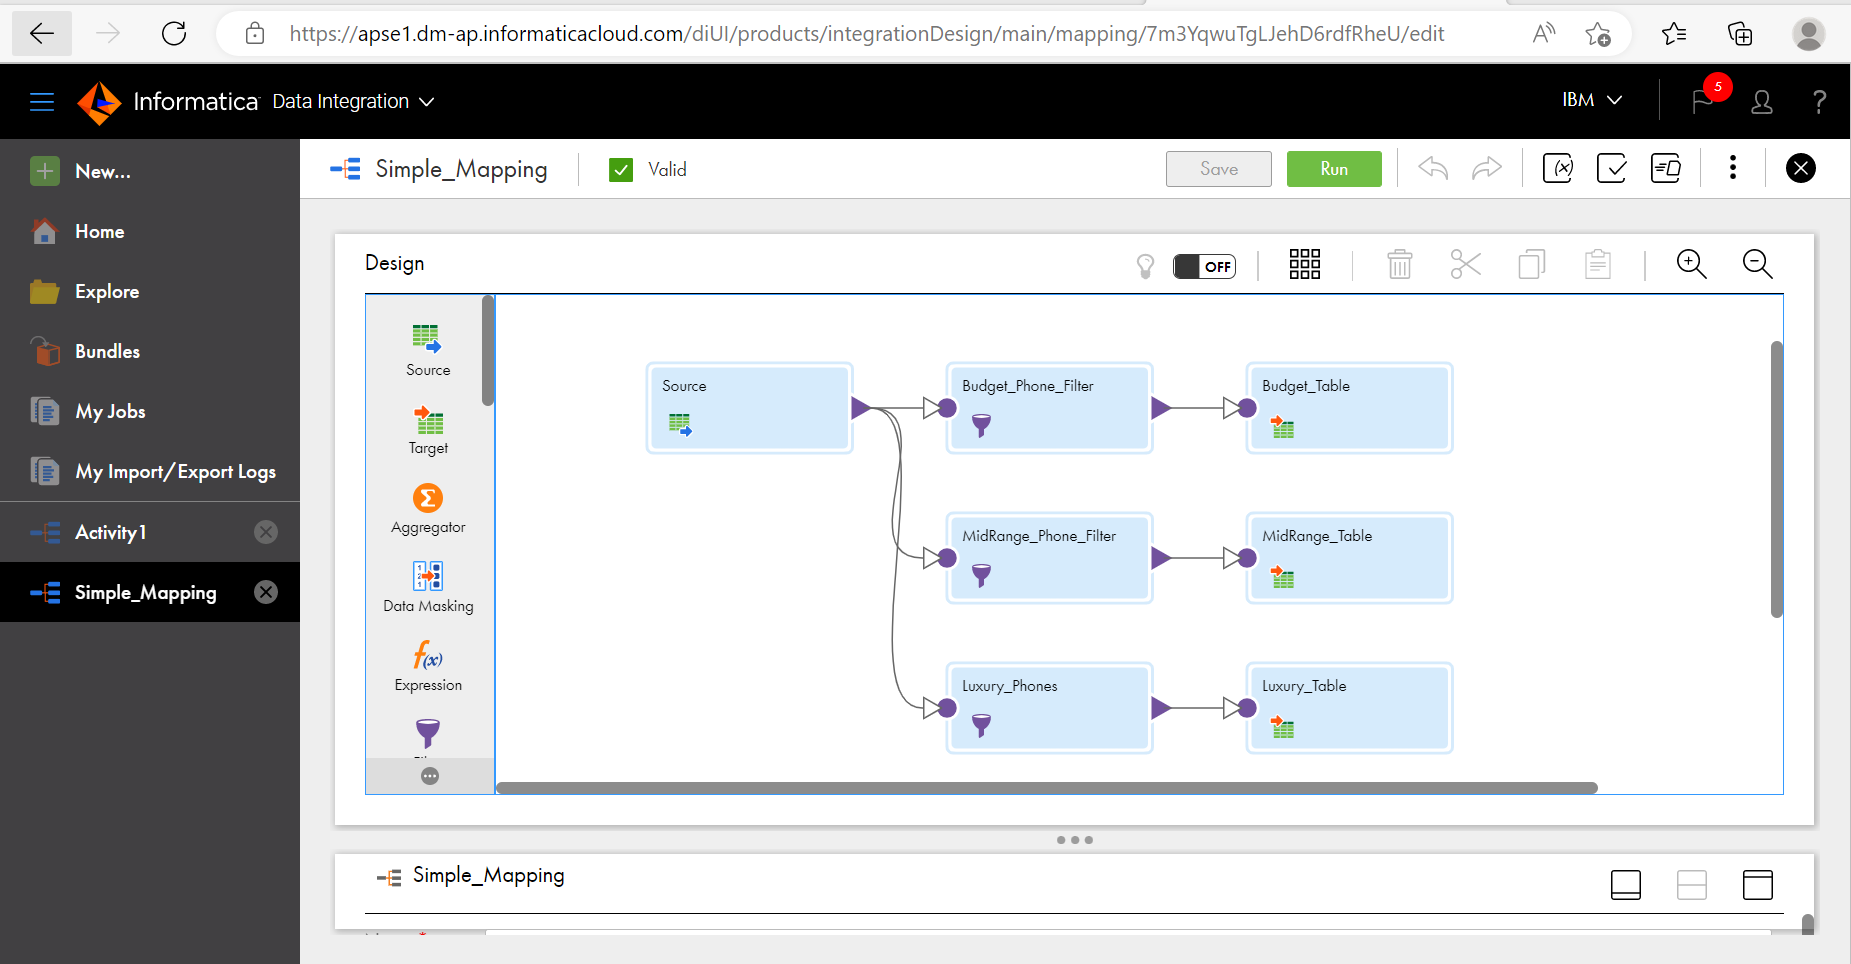 https://apse1.dm-ap.informaticacloud.com/diUI/products/integrationDesign/main/mapping/7m3YqwuTgLJehD6rdfRheU/edit
Informatica Data Integration
IBM
5
?
New...
Home
Explore
Bundles
My Jobs
My Import/Export Logs
Activity1
Simple_Mapping
Simple_Mapping
Valid
Save
Run
Design
OFF
Source
Target
Aggregator
Data Masking
Expression
Source
Budget_Phone_Filter
Budget_Table
MidRange_Phone_Filter
MidRange_Table
Luxury_Phones
Luxury_Table
Simple_Mapping